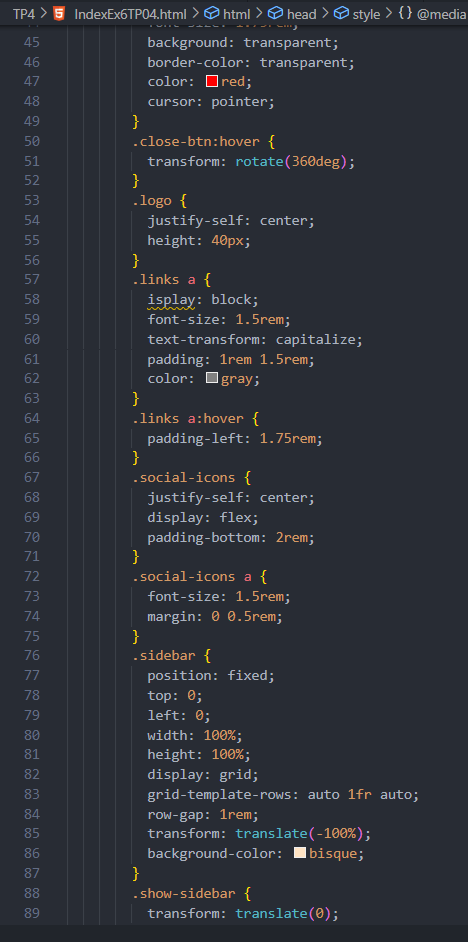 TP4 > IndexEx6TP04.html > html > head > style > {} @media
44 font-size: 1.75rem;
45 background: transparent;
46 border-color: transparent;
47 color: red;
48 cursor: pointer;
49 }
50 .close-btn:hover {
51 transform: rotate(360deg);
52 }
53 .logo {
54 justify-self: center;
55 height: 40px;
56 }
57 .links a {
58 isplay: block;
59 font-size: 1.5rem;
60 text-transform: capitalize;
61 padding: 1rem 1.5rem;
62 color: gray;
63 }
64 .links a:hover {
65 padding-left: 1.75rem;
66 }
67 .social-icons {
68 justify-self: center;
69 display: flex;
70 padding-bottom: 2rem;
71 }
72 .social-icons a {
73 font-size: 1.5rem;
74 margin: 0 0.5rem;
75 }
76 .sidebar {
77 position: fixed;
78 top: 0;
79 left: 0;
80 width: 100%;
81 height: 100%;
82 display: grid;
83 grid-template-rows: auto 1fr auto;
84 row-gap: 1rem;
85 transform: translate(-100%);
86 background-color: bisque;
87 }
88 .show-sidebar {
89 transform: translate(0);